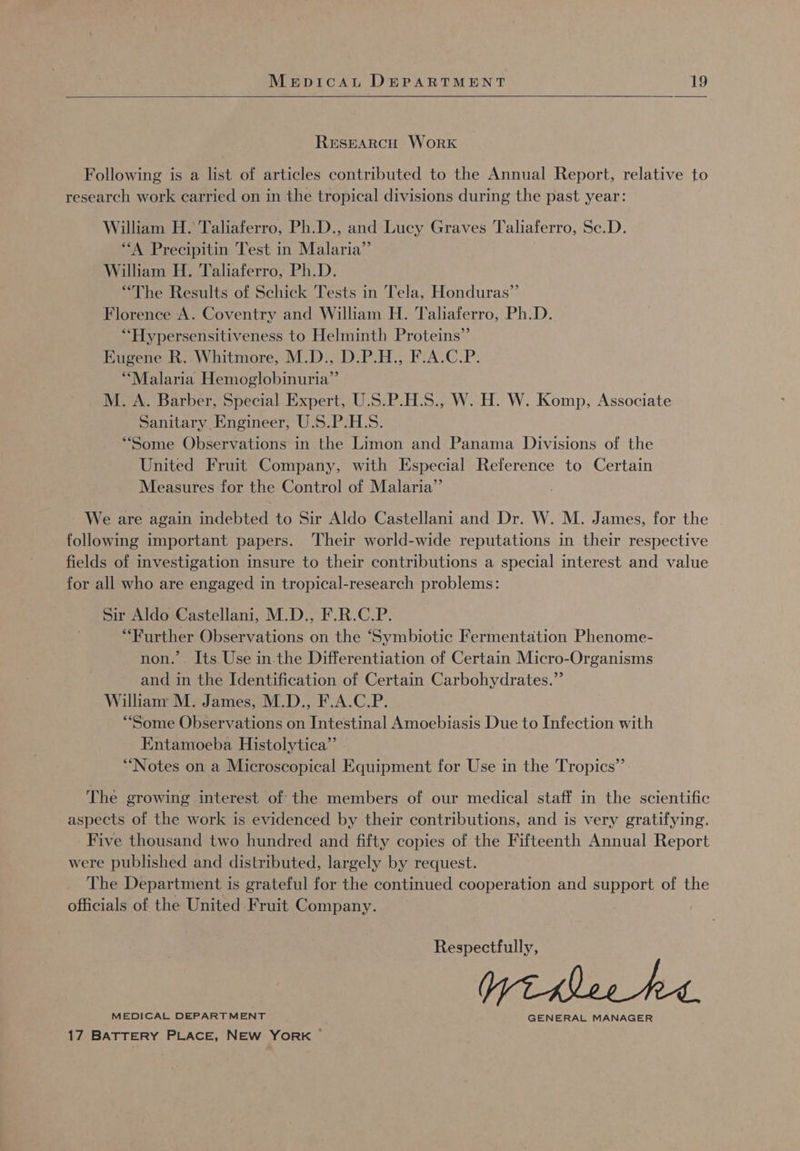 MEDICAL DEPARTMENT 19
RESEARCH WORK
Following is a list of articles contributed to the Annual Report, relative to
research work carried on in the tropical divisions during the past year:
William H. Taliaferro, Ph.D., and Lucy Graves Taliaferro, Sc.D.
“A Precipitin Test in Malaria”
William H. Taliaferro, Ph.D.
“The Results of Schick Tests in Tela, Honduras”
Florence A. Coventry and William H. Taliaferro, Ph.D.
“Hypersensitiveness to Helminth Proteins”
Eugene R. Whitmore, M.D., D.P.H., F.A.C.P.
“Malaria Hemoglobinuria”
M. A. Barber, Special Expert, U.S.P.H.S., W. H. W. Komp, Associate
Sanitary Engineer, U.S.P.H.S.
“Some Observations in the Limon and Panama Divisions of the
United Fruit Company, with Especial Reference to Certain
Measures for the Control of Malaria”
We are again indebted to Sir Aldo Castellani and Dr. W. M. James, for the
following important papers. Their world-wide reputations in their respective
fields of investigation insure to their contributions a special interest and value
for all who are engaged in tropical-research problems:
Sir Aldo Castellani, M.D., F.R.C.P.
“Further Observations on the ‘Symbiotic Fermentation Phenome-
non.’ Its Use in the Differentiation of Certain Micro-Organisms
and in the Identification of Certain Carbohydrates.”
William M. James, M.D., F.A.C.P.
“Some Observations on Intestinal Amoebiasis Due to Infection with
Entamoeba Histolytica”
“Notes on a Microscopical Equipment for Use in the Tropics”
The growing interest of the members of our medical staff in the scientific
aspects of the work is evidenced by their contributions, and is very gratifying.
Five thousand two hundred and fifty copies of the Fifteenth Annual Report
were published and distributed, largely by request.
The Department is grateful for the continued cooperation and support of the
officials of the United Fruit Company.
Respectfully,
MEDICAL DEPARTMENT GENERAL MANAGER
17 BATTERY PLACE, NEW YORK